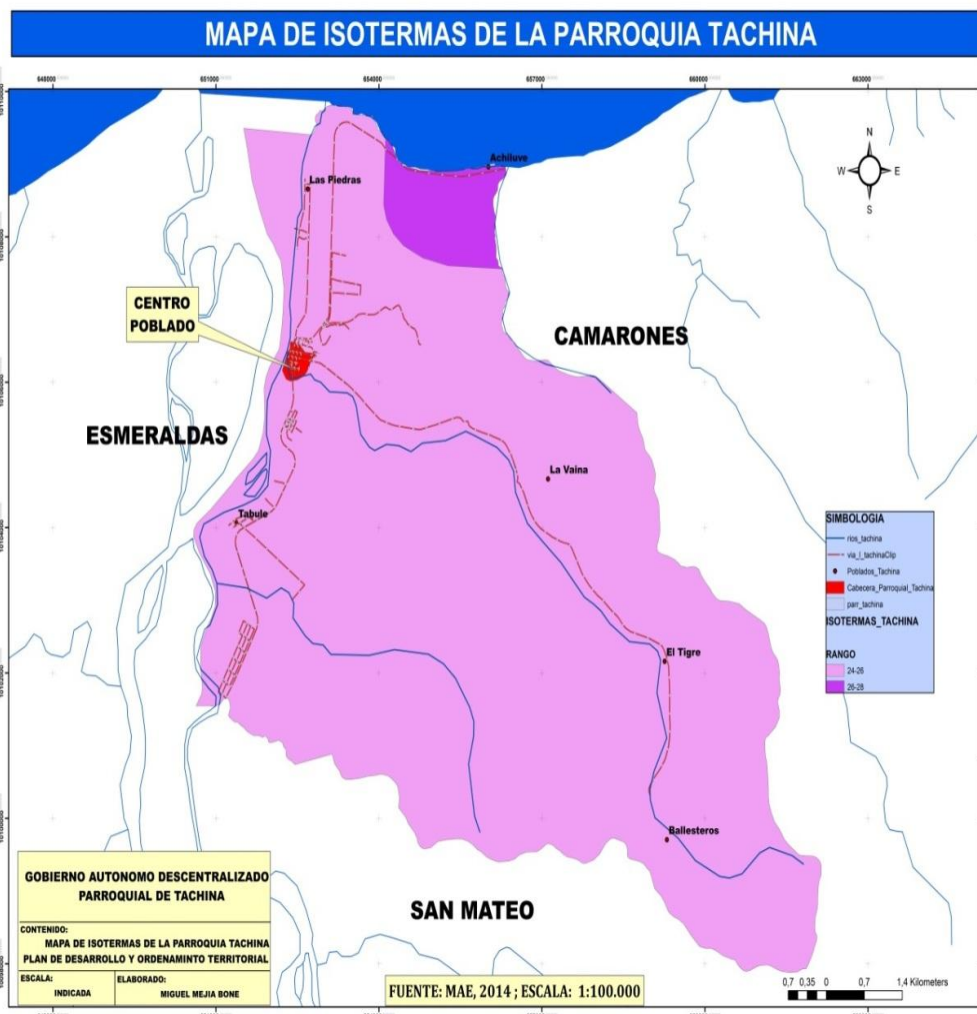 MAPA DE ISOTERMAS DE LA PARROQUIA TACHINA
648000
651000
654000
657000
660000
663000
N
W
E
S
Achiluve
Las Piedras
CENTRO
POBLADO
CAMARONES
ESMERALDAS
La Vaina
Tabule
El Tigre
Ballesteros
SAN MATEO
SIMBOLOGIA
rios_tachina
via_l_tachinaClip
Poblados_Tachina
Cabecera_Parroquial_Tachina
parr_tachina
ISOTERMAS_TACHINA
RANGO
24-26
26-28
GOBIERNO AUTONOMO DESCENTRALIZADO
PARROQUIAL DE TACHINA
CONTENIDO:
MAPA DE ISOTERMAS DE LA PARROQUIA TACHINA
PLAN DE DESARROLLO Y ORDENAMINTO TERRITORIAL
ESCALA:
INDICADA
ELABORADO:
MIGUEL MEJIA BONE
FUENTE: MAE, 2014 ; ESCALA: 1:100.000
0,7 0,35 0 0,7 1,4 Kilometers